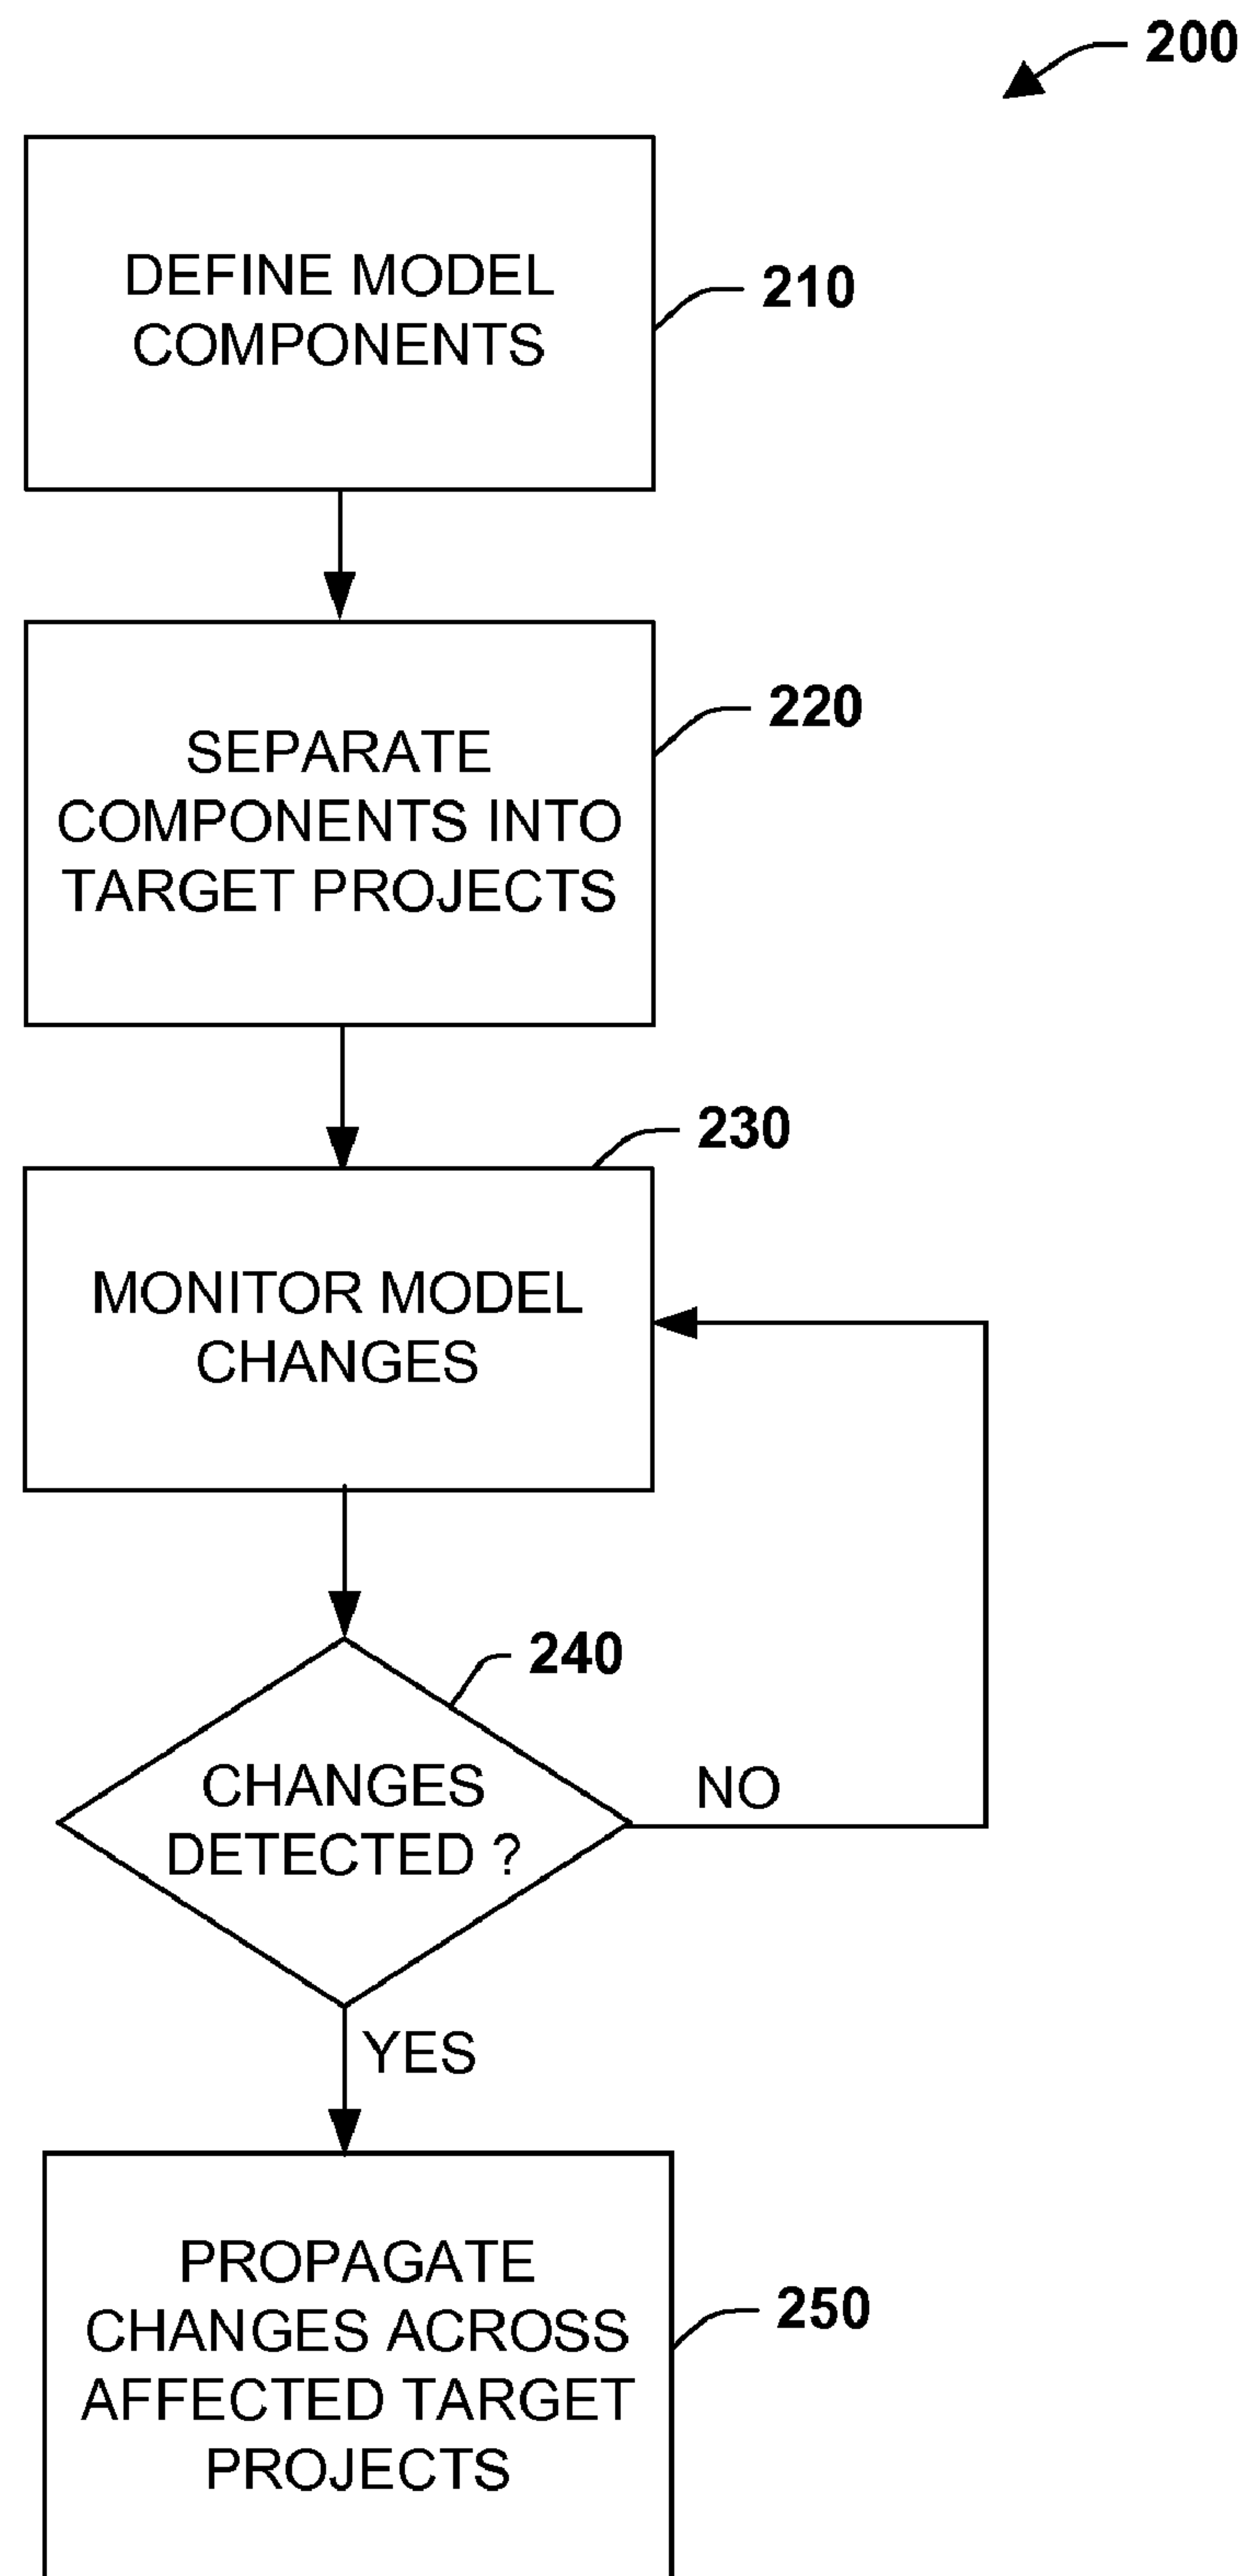 200
DEFINE MODEL
COMPONENTS
210
SEPARATE
COMPONENTS INTO
TARGET PROJECTS
220
230
MONITOR MODEL
CHANGES
240
CHANGES
DETECTED ?
NO
YES
PROPAGATE
CHANGES ACROSS
AFFECTED TARGET
PROJECTS
250